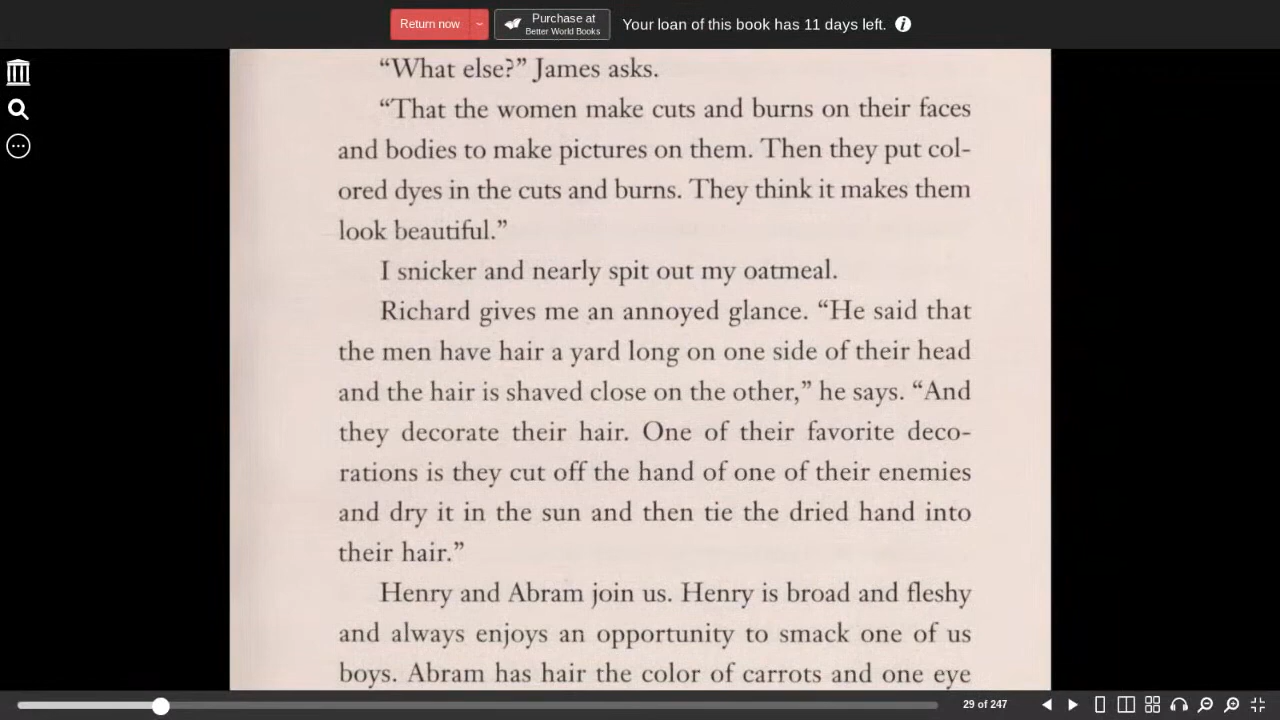 Return now
Purchase at
Better World Books
Your loan of this book has 11 days left.
“What else?” James asks.
“That the women make cuts and burns on their faces
and bodies to make pictures on them. Then they put col-
ored dyes in the cuts and burns. They think it makes them
look beautiful.”
I snicker and nearly spit out my oatmeal.
Richard gives me an annoyed glance. “He said that
the men have hair a yard long on one side of their head
and the hair is shaved close on the other,” he says. “And
they decorate their hair. One of their favorite deco-
rations is they cut off the hand of one of their enemies
and dry it in the sun and then tie the dried hand into
their hair.”
Henry and Abram join us. Henry is broad and fleshy
and always enjoys an opportunity to smack one of us
boys. Abram has hair the color of carrots and one eye
29 of 247